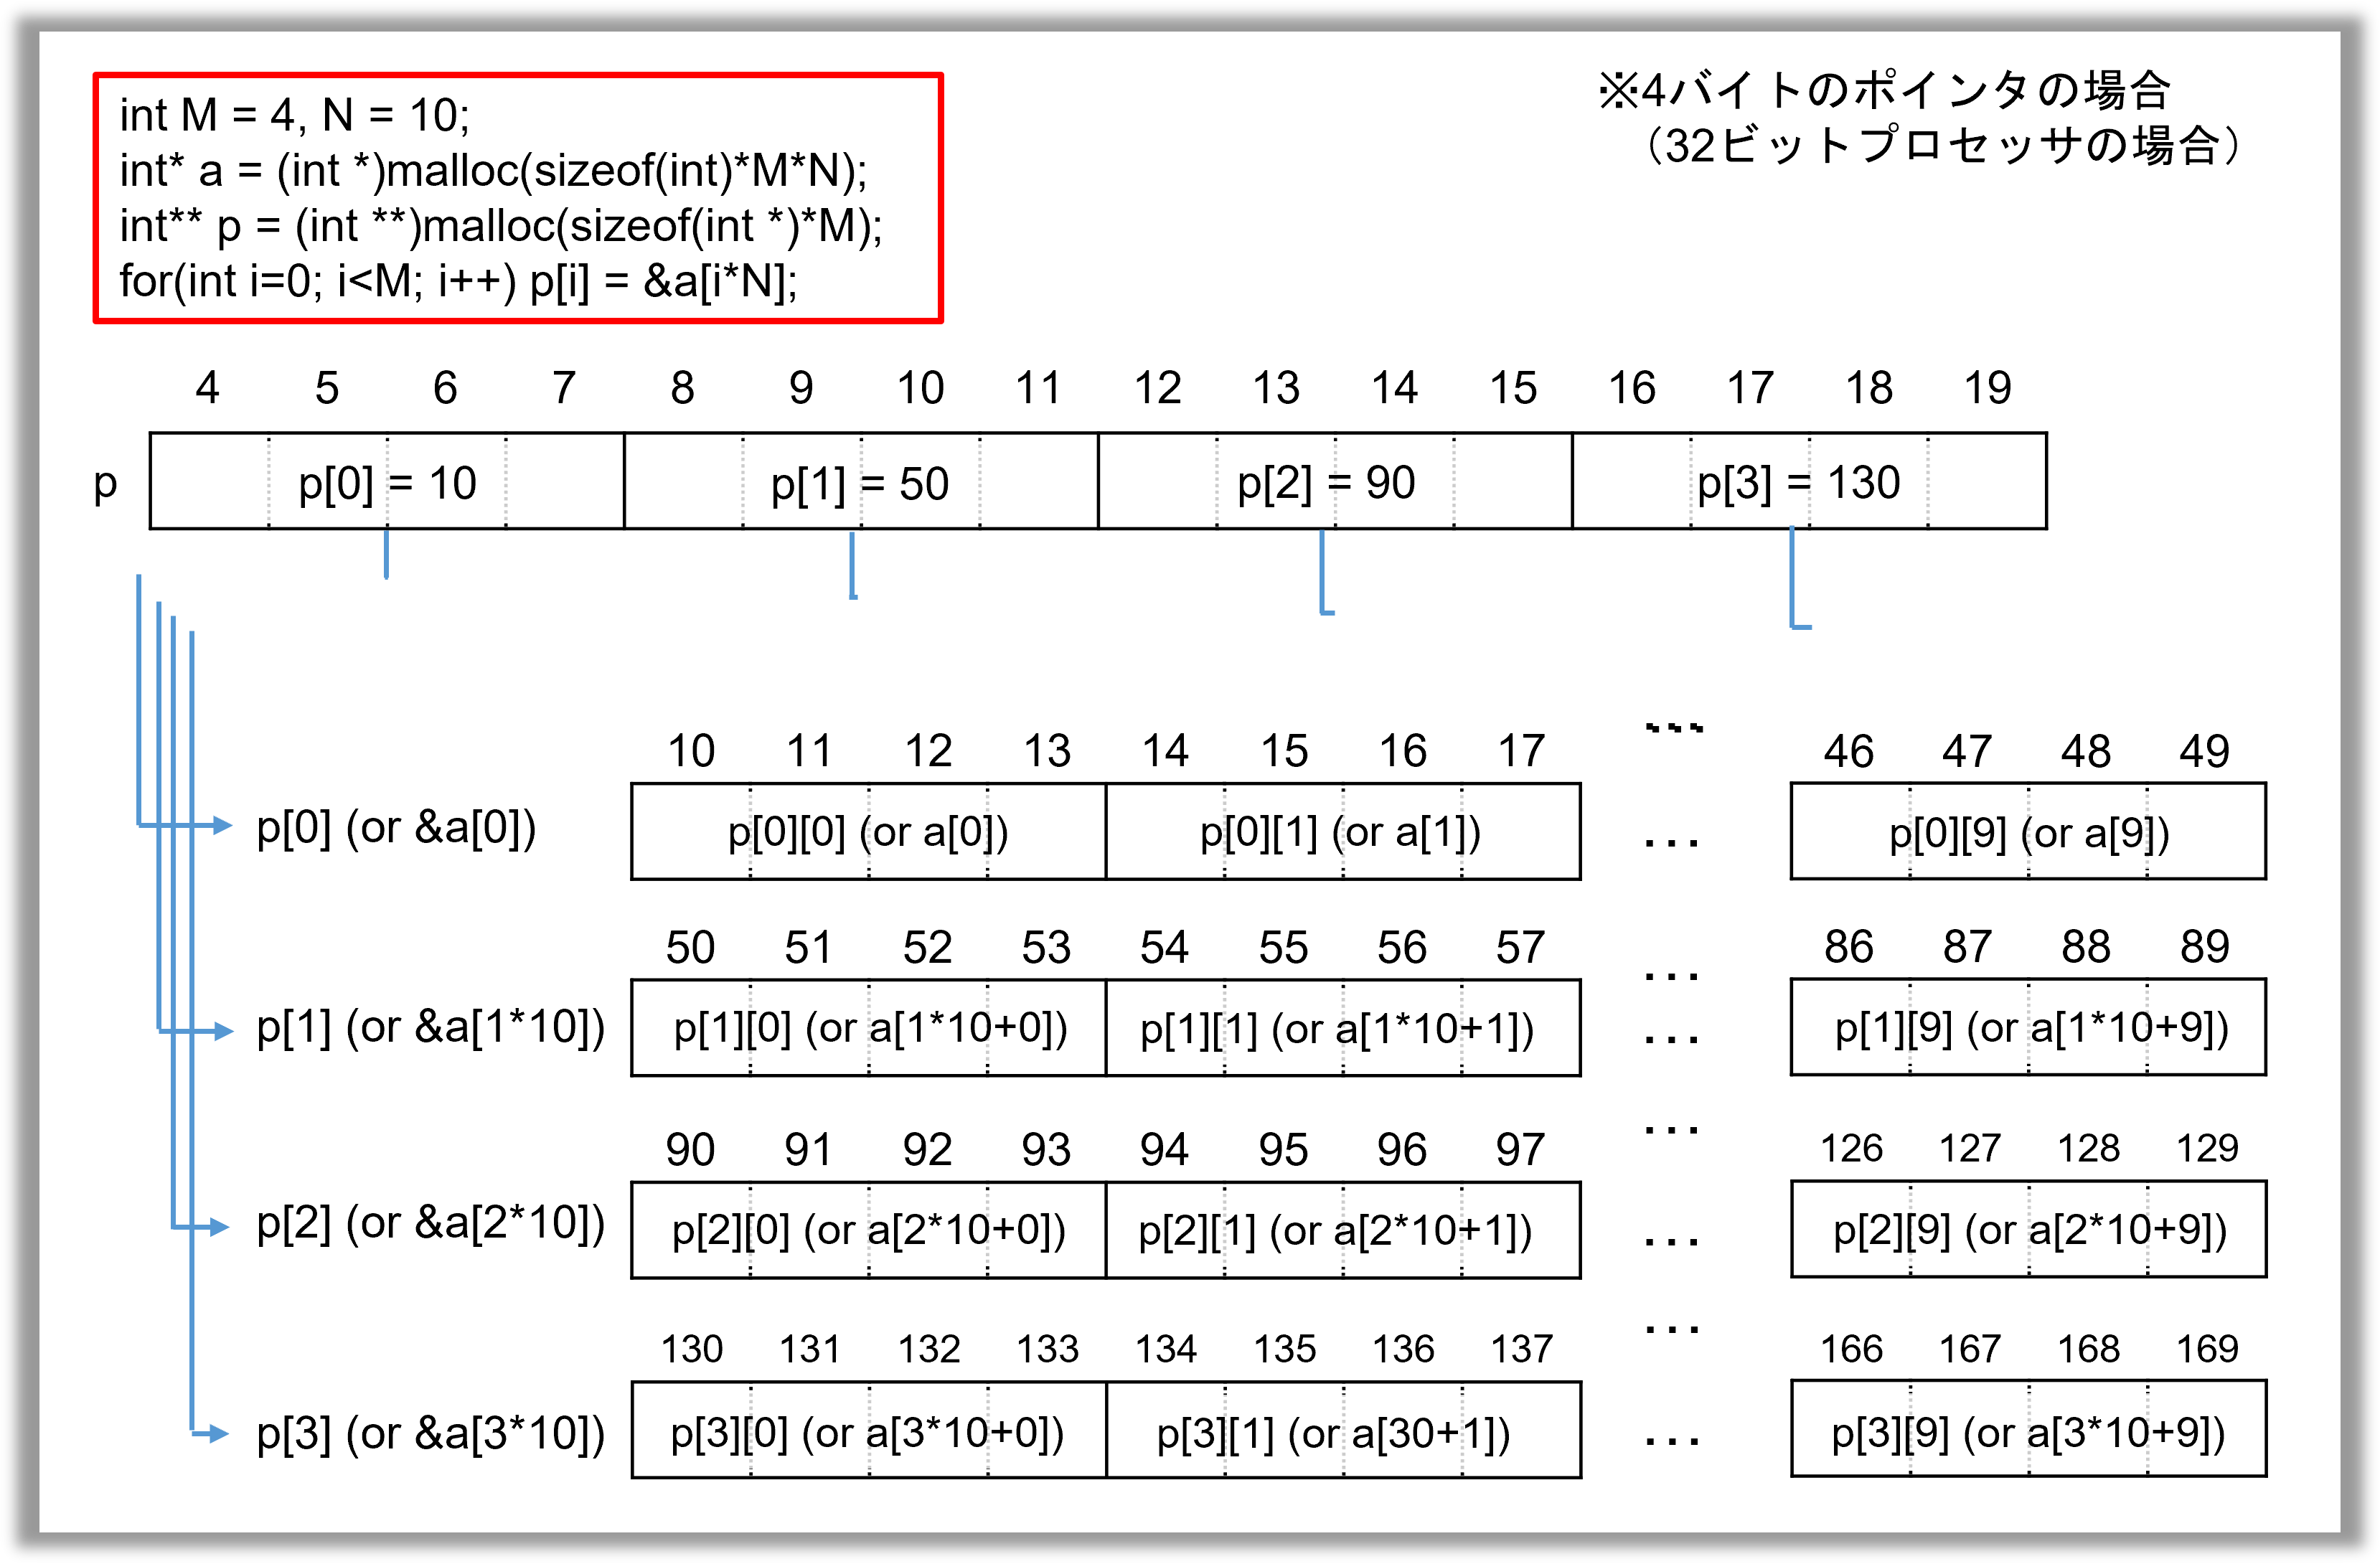 int M = 4, N = 10;
int* a = (int *)malloc(sizeof(int)*M*N);
int** p = (int **)malloc(sizeof(int *)*M);
for(int i=0; i<M; i++) p[i] = &a[i*N];
※4バイトのポインタの場合
（32ビットプロセッサの場合）
4 5 6 7 8 9 10 11 12 13 14 15 16 17 18 19
p p[0] = 10 p[1] = 50 p[2] = 90 p[3] = 130
10 11 12 13 14 15 16 17 ... 46 47 48 49
p[0] (or &a[0]) p[0][0] (or a[0]) p[0][1] (or a[1]) ... p[0][9] (or a[9])
50 51 52 53 54 55 56 57 ... 86 87 88 89
p[1] (or &a[1*10]) p[1][0] (or a[1*10+0]) p[1][1] (or a[1*10+1]) ... p[1][9] (or a[1*10+9])
90 91 92 93 94 95 96 97 ... 126 127 128 129
p[2] (or &a[2*10]) p[2][0] (or a[2*10+0]) p[2][1] (or a[2*10+1]) ... p[2][9] (or a[2*10+9])
130 131 132 133 134 135 136 137 ... 166 167 168 169
p[3] (or &a[3*10]) p[3][0] (or a[3*10+0]) p[3][1] (or a[30+1]) ... p[3][9] (or a[3*10+9])